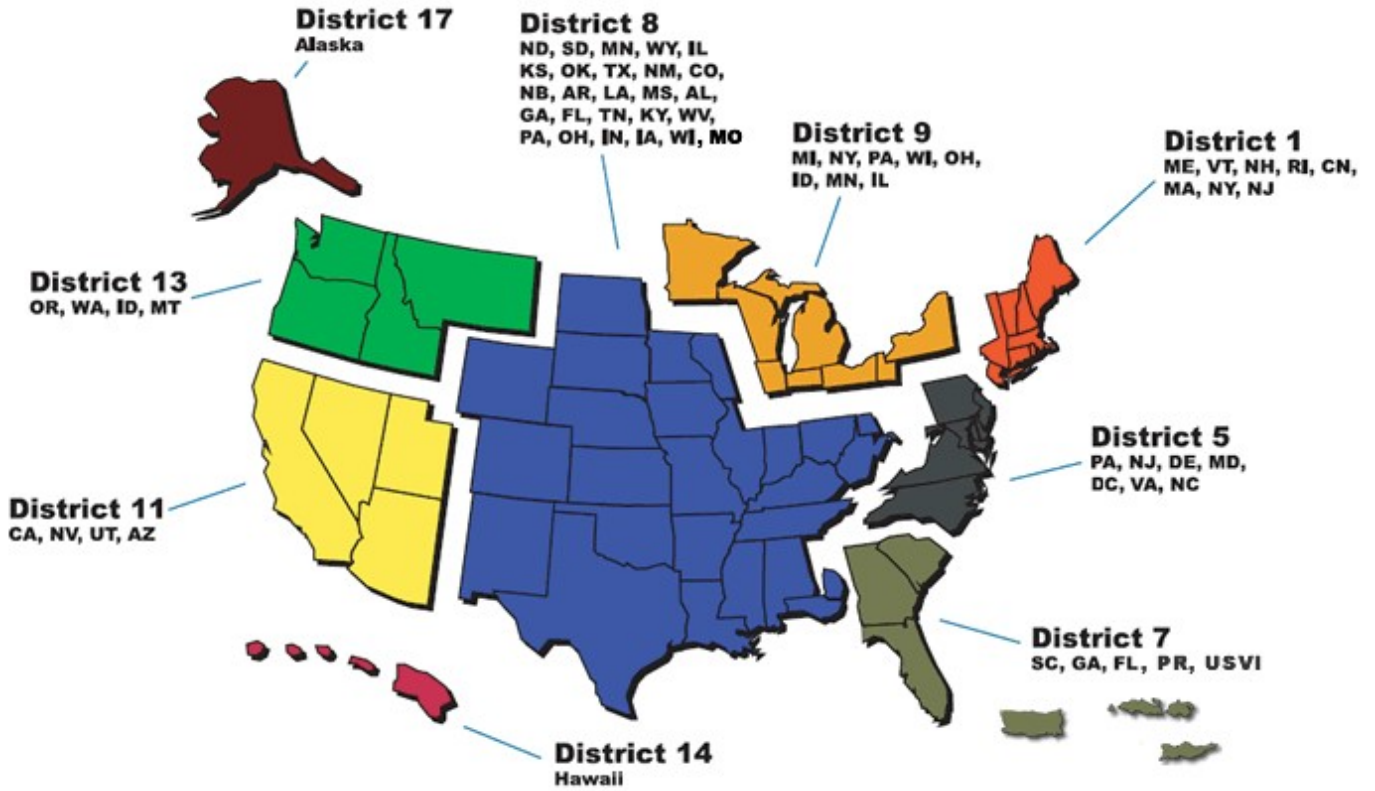 District 17
Alaska
District 8
ND, SD, MN, WY, IL
KS, OK, TX, NM, CO,
NB, AR, LA, MS, AL,
GA, FL, TN, KY, WV,
PA, OH, IN, IA, WI, MO
District 9
MI, NY, PA, WI, OH,
ID, MN, IL
District 1
ME, VT, NH, RI, CN,
MA, NY, NJ
District 13
OR, WA, ID, MT
District 5
PA, NJ, DE, MD,
DC, VA, NC
District 11
CA, NV, UT, AZ
District 7
SC, GA, FL, PR, USVI
District 14
Hawaii